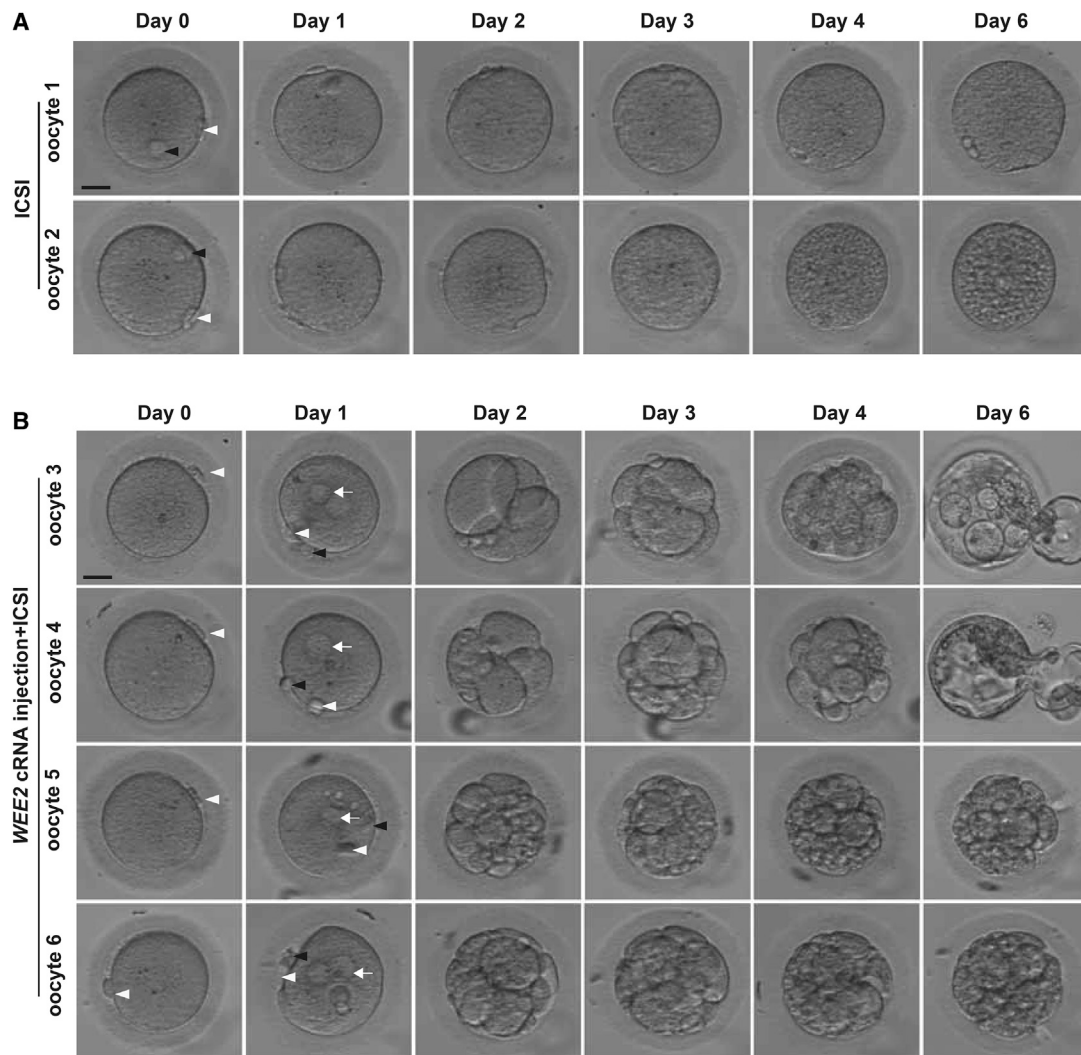 A
Day 0 Day 1 Day 2 Day 3 Day 4 Day 6
ICSI
oocyte 1
oocyte 2
B
Day 0 Day 1 Day 2 Day 3 Day 4 Day 6
WEE2 cRNA injection+ICSI
oocyte 3
oocyte 4
oocyte 5
oocyte 6